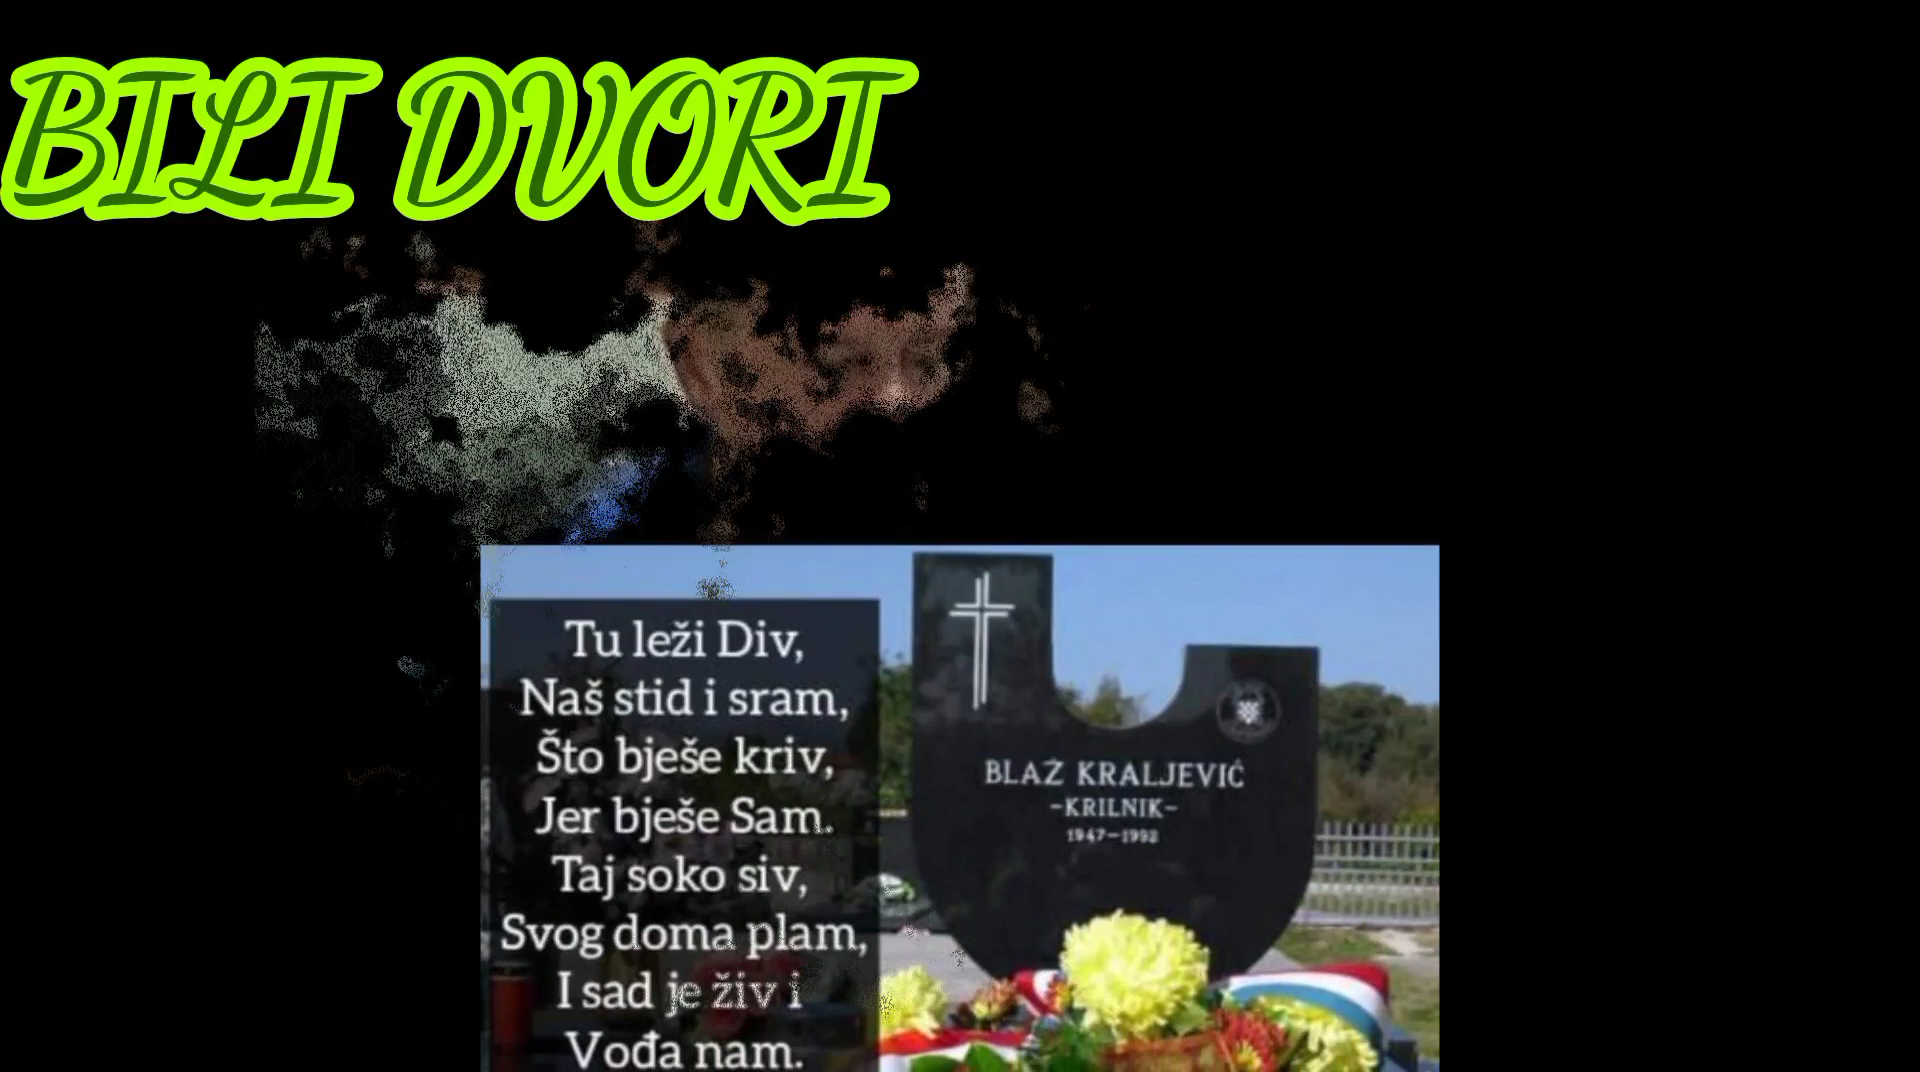 BILI DVORI
Tu leži Div,
Naš stid i sram,
Što bješe kriv,
Jer bješe Sam.
Taj soko siv,
Svog doma plam,
I sad je živ i
Vođa nam.
BLAŽ KRALJEVIĆ
-KRILNIK-
1947-1992